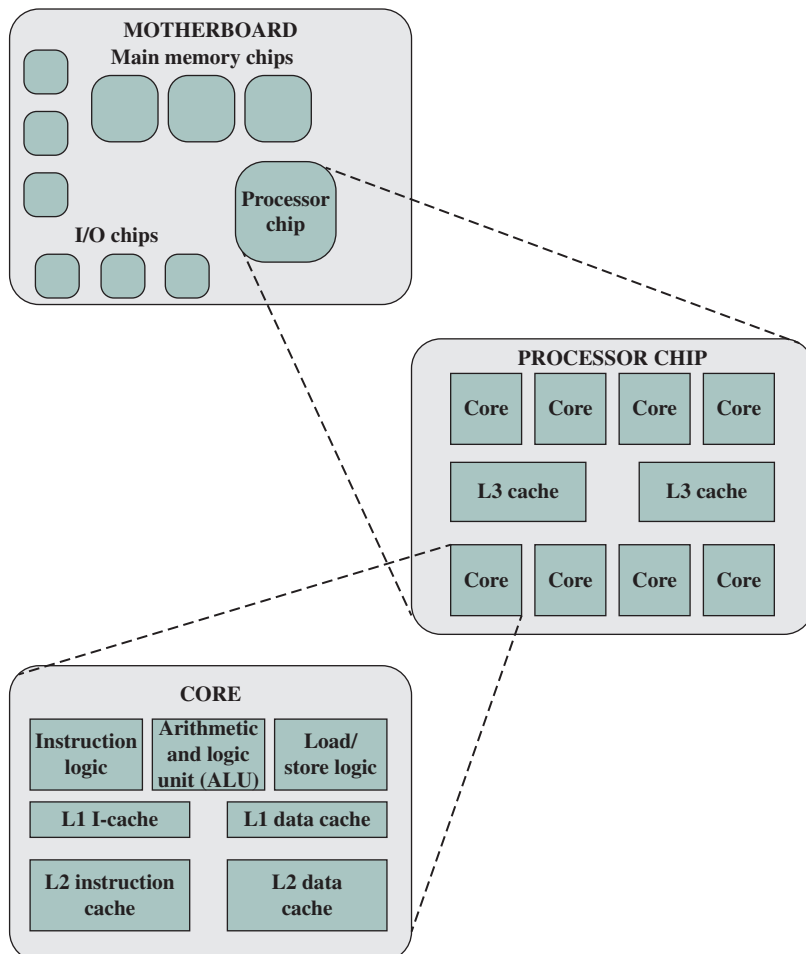 MOTHERBOARD
Main memory chips
Processor
chip
I/O chips
PROCESSOR CHIP
Core
Core
Core
Core
L3 cache
L3 cache
Core
Core
Core
Core
CORE
Instruction
logic
Arithmetic
and logic
unit (ALU)
Load/
store logic
L1 I-cache
L1 data cache
L2 instruction
cache
L2 data
cache